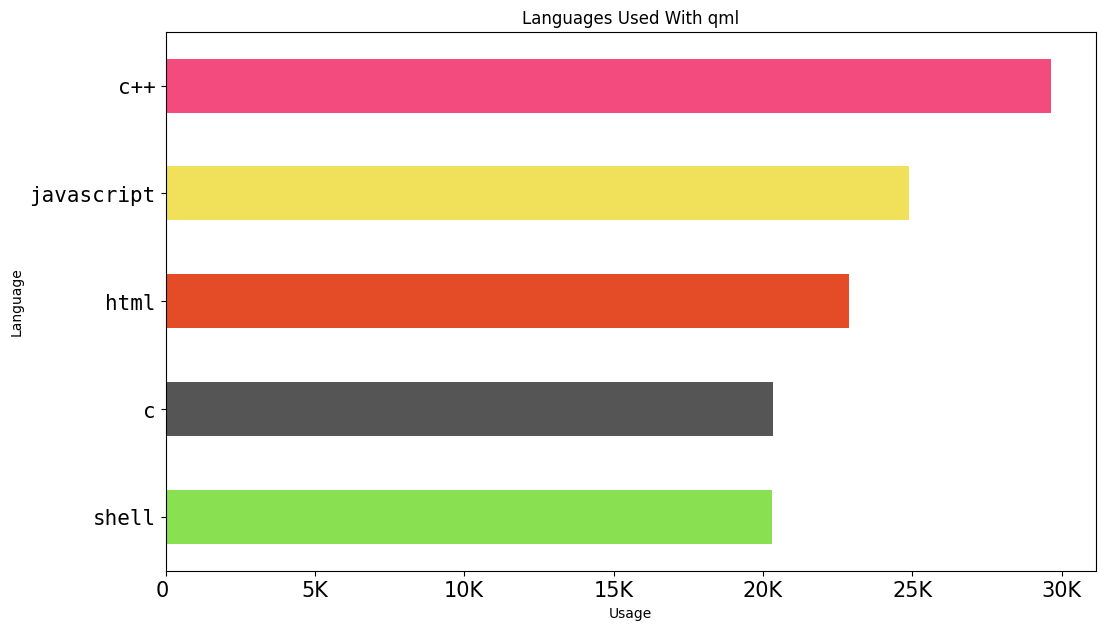 Languages Used With qml
c++
javascript
html
c
shell
Language
0 5K 10K 15K 20K 25K 30K
Usage